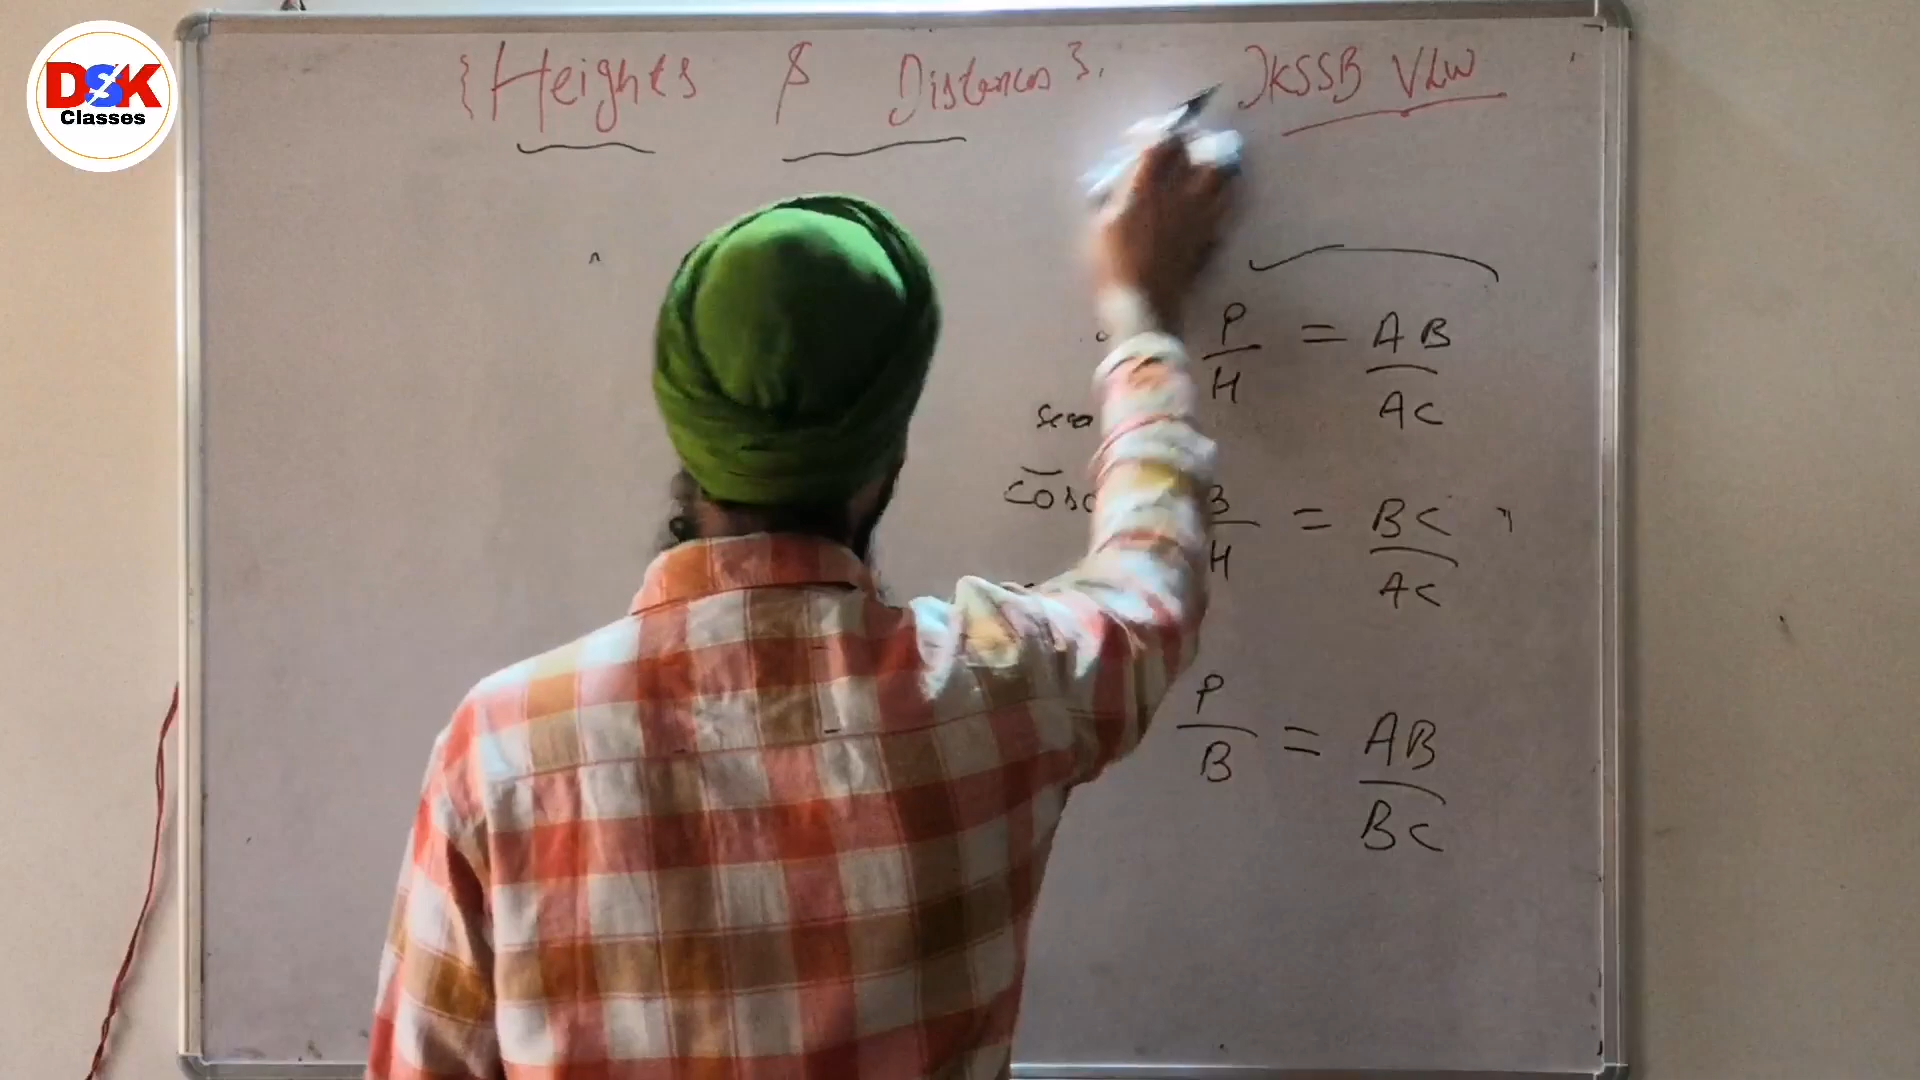 DSK
Classes
{Heights & Distances}. JKSSB VLW
P/H = AB/AC
B/H = BC/AC
P/B = AB/BC